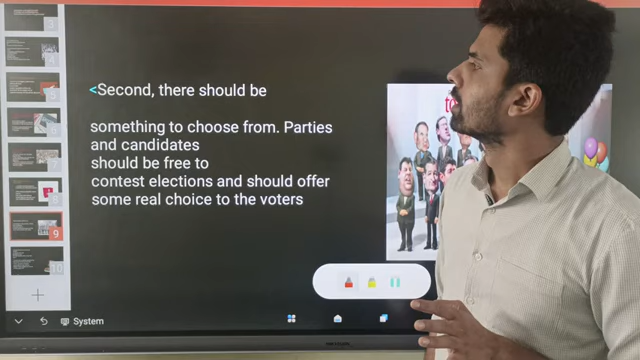 <Second, there should be
something to choose from. Parties
and candidates
should be free to
contest elections and should offer
some real choice to the voters
9
10
System